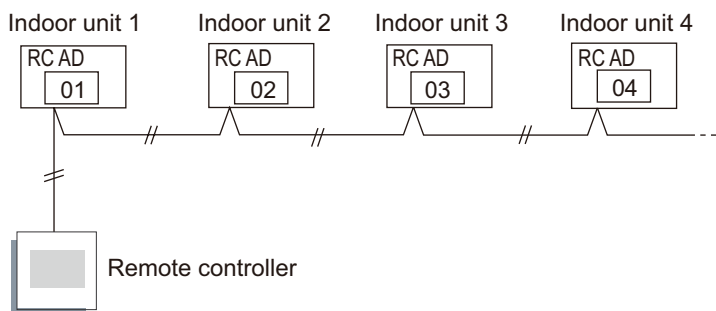 Indoor unit 1 Indoor unit 2 Indoor unit 3 Indoor unit 4
RC AD RC AD RC AD RC AD
01 02 03 04
Remote controller